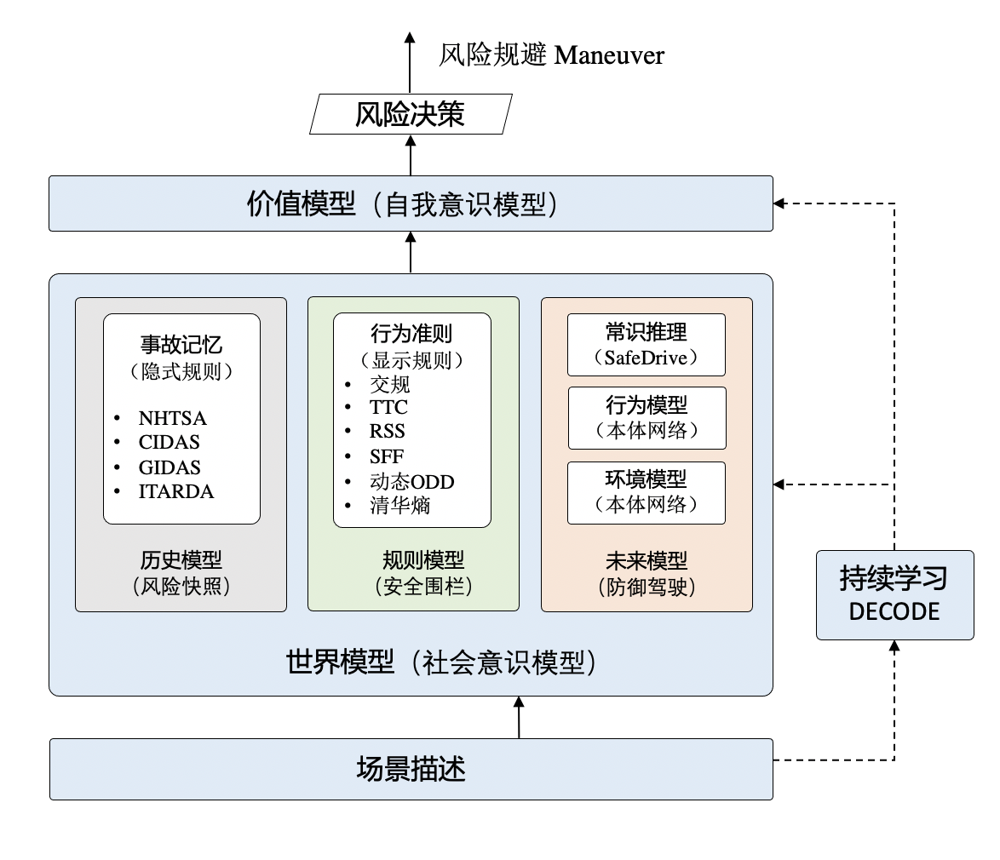 风险规避 Maneuver
风险决策
价值模型（自我意识模型）
事故记忆
（隐式规则）
• NHTSA
• CIDAS
• GIDAS
• ITARDA
历史模型
（风险快照）
行为准则
（显示规则）
• 交规
• TTC
• RSS
• SFF
• 动态ODD
• 清华熵
规则模型
（安全围栏）
常识推理
（SafeDrive）
行为模型
（本体网络）
环境模型
（本体网络）
未来模型
（防御驾驶）
世界模型（社会意识模型）
持续学习
DECODE
场景描述